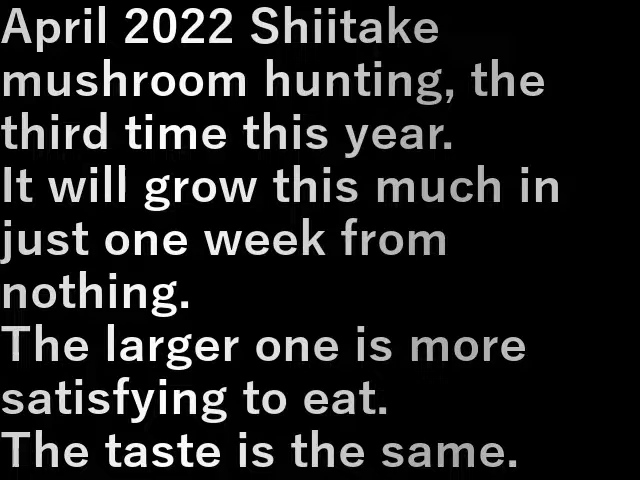 April 2022 Shiitake
mushroom hunting, the
third time this year.
It will grow this much in
just one week from
nothing.
The larger one is more
satisfying to eat.
The taste is the same.